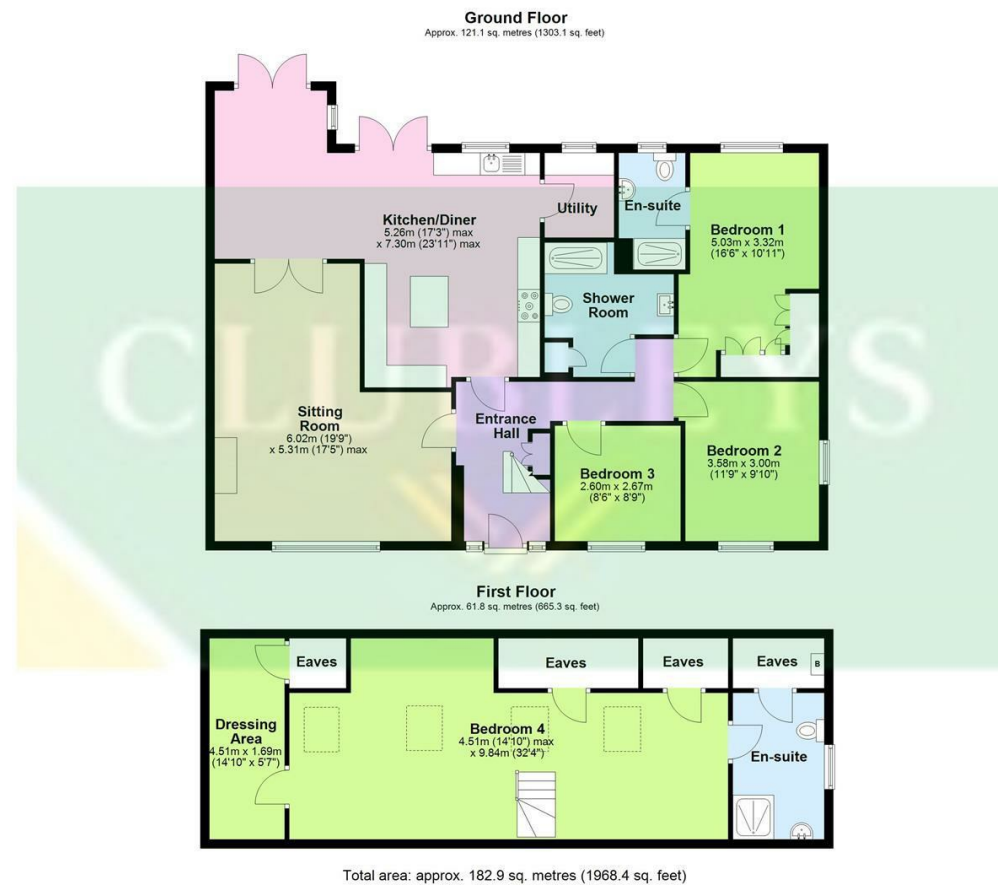 Ground Floor
Approx. 121.1 sq. metres (1303.1 sq. feet)
Kitchen/Diner
5.26m (17'3") max
x 7.30m (23'11") max
Utility
En-suite
Bedroom 1
5.03m x 3.32m
(16'6" x 10'11")
Shower
Room
CLUBLEYS
Sitting
Room
6.02m (19'9")
x 5.31m (17'5") max
Entrance
Hall
Bedroom 3
2.60m x 2.67m
(8'6" x 8'9")
Bedroom 2
3.58m x 3.00m
(11'9" x 9'10")
First Floor
Approx. 61.8 sq. metres (665.3 sq. feet)
Eaves
Eaves
Eaves
Eaves
B
Dressing
Area
4.51m x 1.69m
(14'10" x 5'7")
Bedroom 4
4.51m (14'10") max
x 9.84m (32'4")
En-suite
Total area: approx. 182.9 sq. metres (1968.4 sq. feet)